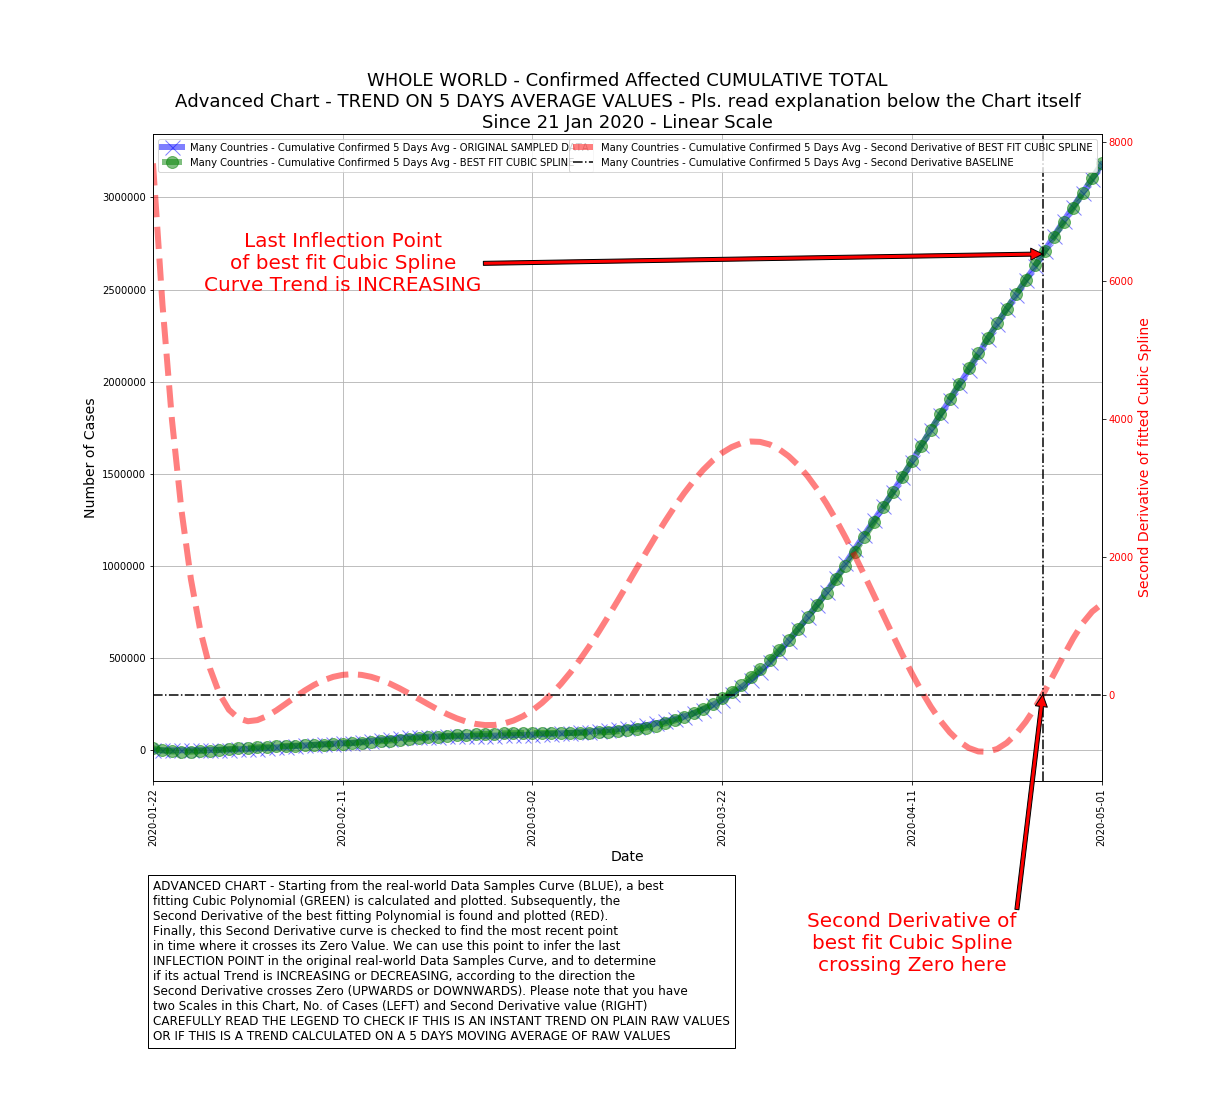 WHOLE WORLD - Confirmed Affected CUMULATIVE TOTAL
Advanced Chart - TREND ON 5 DAYS AVERAGE VALUES - Pls. read explanation below the Chart itself
Since 21 Jan 2020 - Linear Scale
Many Countries - Cumulative Confirmed 5 Days Avg - ORIGINAL SAMPLED DATA
Many Countries - Cumulative Confirmed 5 Days Avg - BEST FIT CUBIC SPLIN
Many Countries - Cumulative Confirmed 5 Days Avg - Second Derivative of BEST FIT CUBIC SPLINE
Many Countries - Cumulative Confirmed 5 Days Avg - Second Derivative BASELINE
Last Inflection Point
of best fit Cubic Spline
Curve Trend is INCREASING
Number of Cases
3000000
2500000
2000000
1500000
1000000
500000
0
8000
6000
4000
2000
0
Second Derivative of fitted Cubic Spline
2020-01-22
2020-02-11
2020-03-02
2020-03-22
2020-04-11
2020-05-01
Date
ADVANCED CHART - Starting from the real-world Data Samples Curve (BLUE), a best
fitting Cubic Polynomial (GREEN) is calculated and plotted. Subsequently, the
Second Derivative of the best fitting Polynomial is found and plotted (RED).
Finally, this Second Derivative curve is checked to find the most recent point
in time where it crosses its Zero Value. We can use this point to infer the last
INFLECTION POINT in the original real-world Data Samples Curve, and to determine
if its actual Trend is INCREASING or DECREASING, according to the direction the
Second Derivative crosses Zero (UPWARDS or DOWNWARDS). Please note that you have
two Scales in this Chart, No. of Cases (LEFT) and Second Derivative value (RIGHT)
CAREFULLY READ THE LEGEND TO CHECK IF THIS IS AN INSTANT TREND ON PLAIN RAW VALUES
OR IF THIS IS A TREND CALCULATED ON A 5 DAYS MOVING AVERAGE OF RAW VALUES
Second Derivative of
best fit Cubic Spline
crossing Zero here